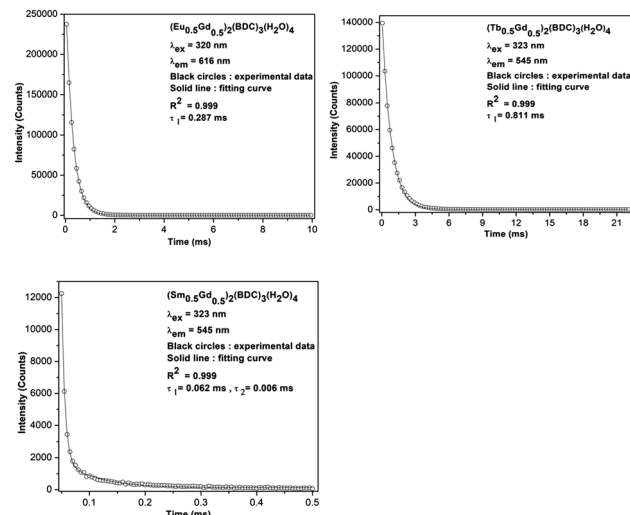 (Eu0.5Gd0.5)2(BDC)3(H2O)4
λex = 320 nm
λem = 616 nm
Black circles : experimental data
Solid line : fitting curve
R2 = 0.999
τ1= 0.287 ms
Intensity (Counts)
250000
200000
150000
100000
50000
0
0 2 4 6 8 10
Time (ms)
(Tb0.5Gd0.5)2(BDC)3(H2O)4
λex = 323 nm
λem = 545 nm
Black circles : experimental data
Solid line : fitting curve
R2 = 0.999
τ1= 0.811 ms
Intensity (Counts)
140000
120000
100000
80000
60000
40000
20000
0
0 3 6 9 12 15 18 21
Time (ms)
(Sm0.5Gd0.5)2(BDC)3(H2O)4
λex = 323 nm
λem = 545 nm
Black circles : experimental data
Solid line : fitting curve
R2 = 0.999
τ1= 0.062 ms , τ2= 0.006 ms
Intensity (Counts)
12000
10000
8000
6000
4000
2000
0
0.1 0.2 0.3 0.4 0.5
Time (ms)